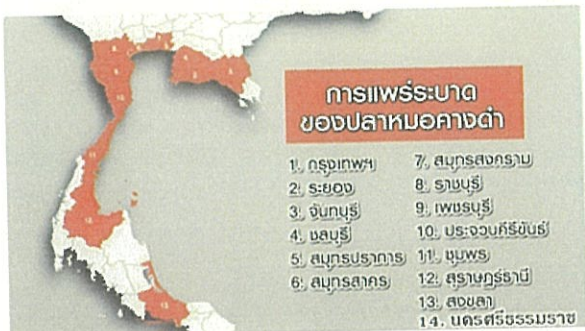 การแพร่ระบาด
ของปลาหมอคางดำ
1. กรุงเทพฯ
2. ระยอง
3. จันทบุรี
4. ชลบุรี
5. สมุทรปราการ
6. สมุทรสาคร
7. สมุทรสงคราม
8. ราชบุรี
9. เพชรบุรี
10. ประจวบคีรีขันธ์
11. ชุมพร
12. สุราษฎร์ธานี
13. สงขลา
14. นครศรีธรรมราช